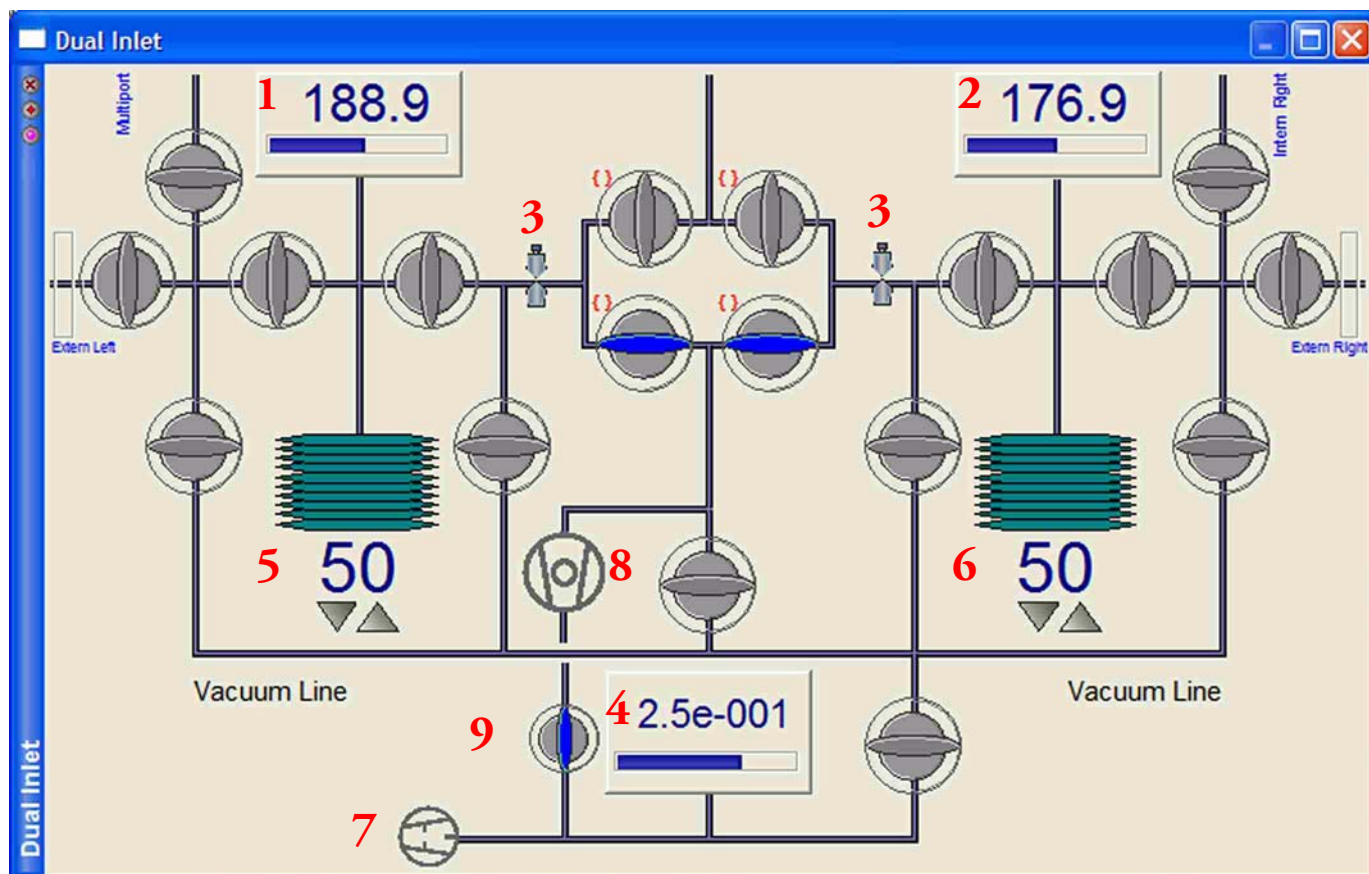 Dual Inlet
Multiport
1
188.9
2
176.9
Intern Right
{ }
{ }
3
3
{ }
{ }
Extern Left
Extern Right
5
50
8
6
50
Vacuum Line
Vacuum Line
9
4
2.5e-001
7
Dual Inlet